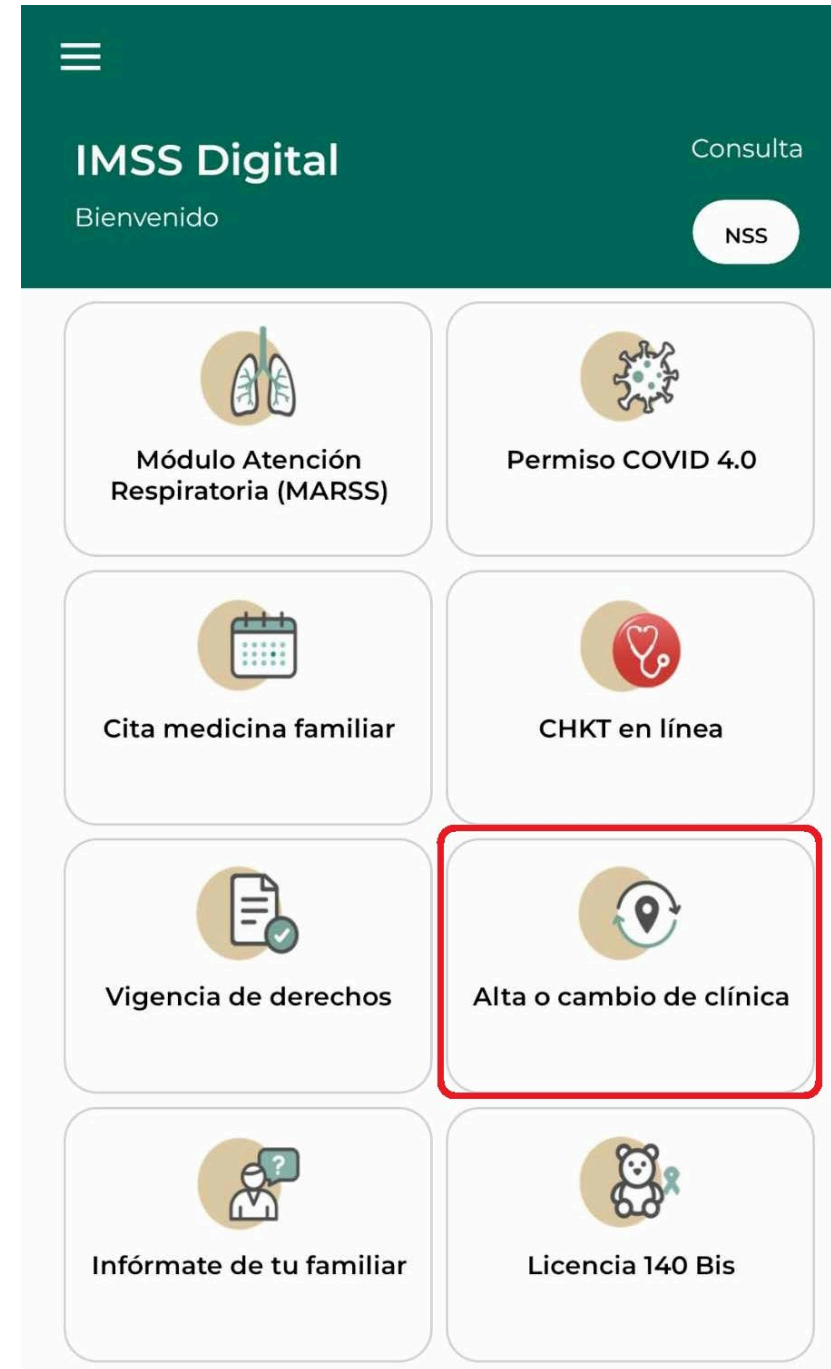 IMSS Digital
Bienvenido
Consulta
NSS
Módulo Atención
Respiratoria (MARSS)
Permiso COVID 4.0
Cita medicina familiar
CHKT en línea
Vigencia de derechos
Alta o cambio de clínica
?
Infórmate de tu familiar
Licencia 140 Bis